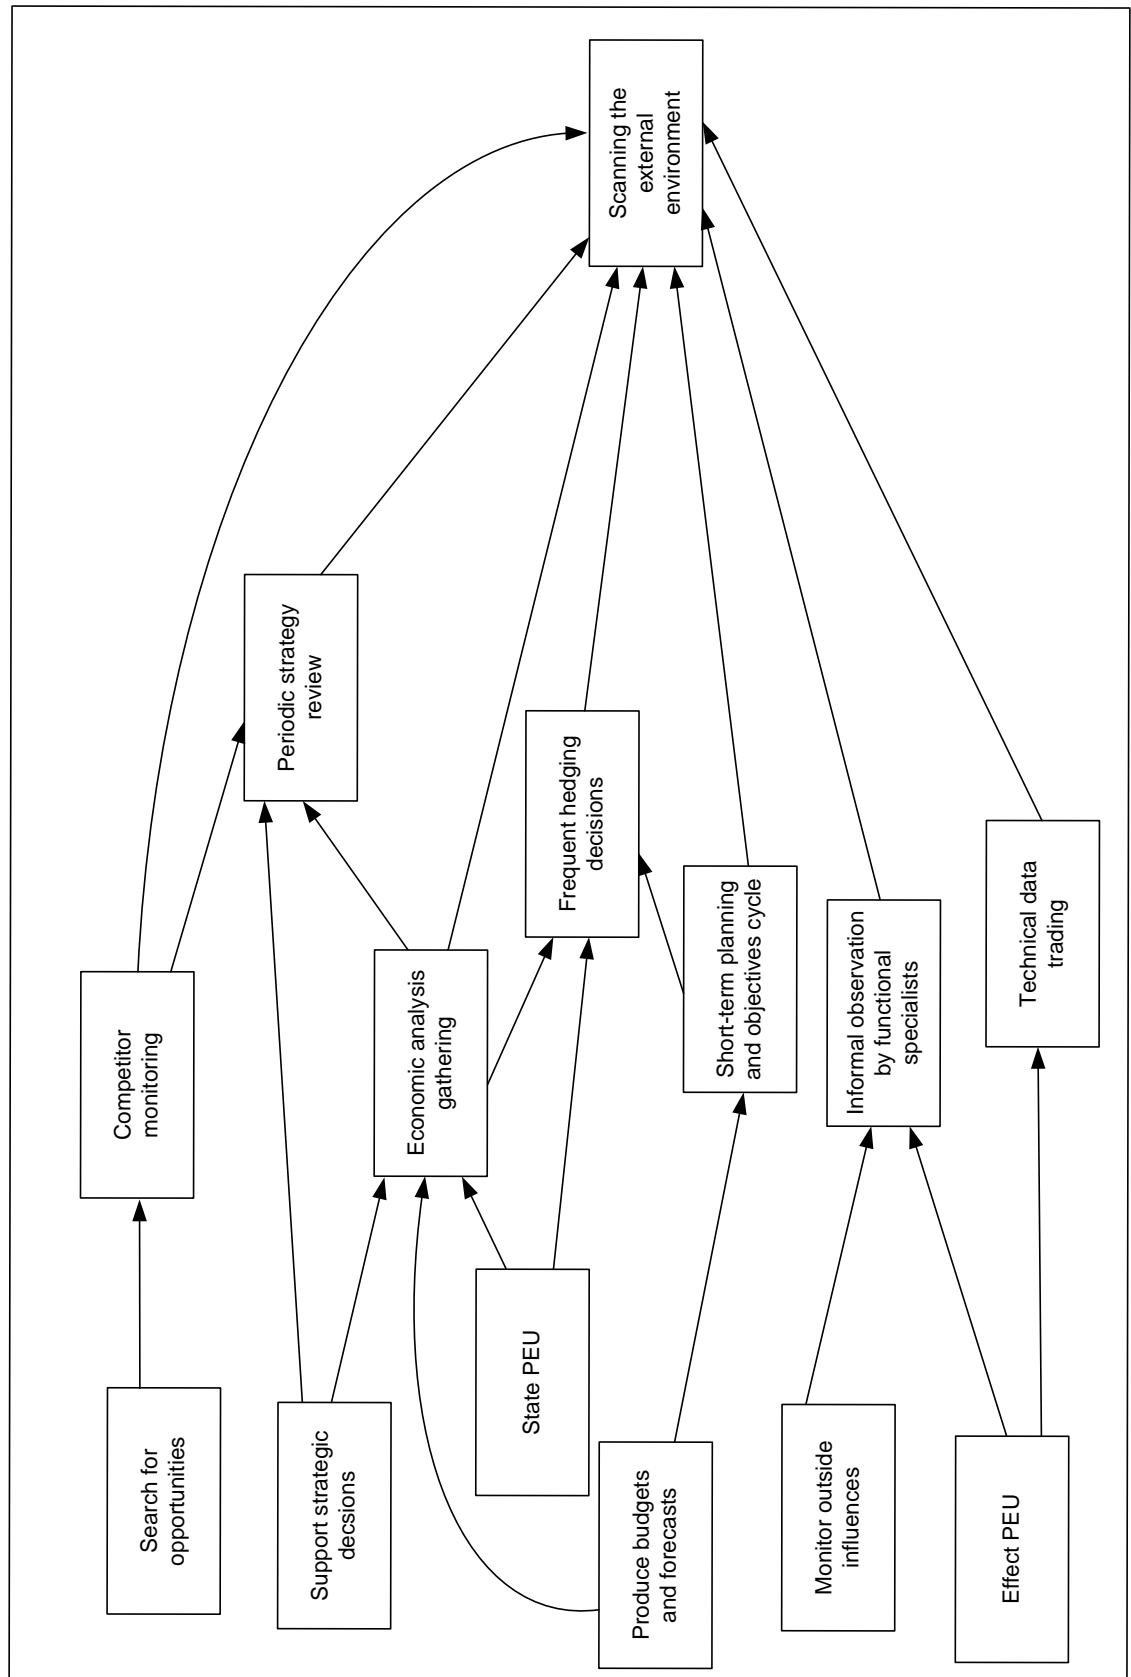 Scanning the
external
environment
Periodic strategy
review
Frequent hedging
decisions
Competitor
monitoring
Economic analysis
gathering
Short-term planning
and objectives cycle
Informal observation
by functional
specialists
Technical data
trading
Search for
opportunities
Support strategic
decsions
State PEU
Produce budgets
and forecasts
Monitor outside
influences
Effect PEU